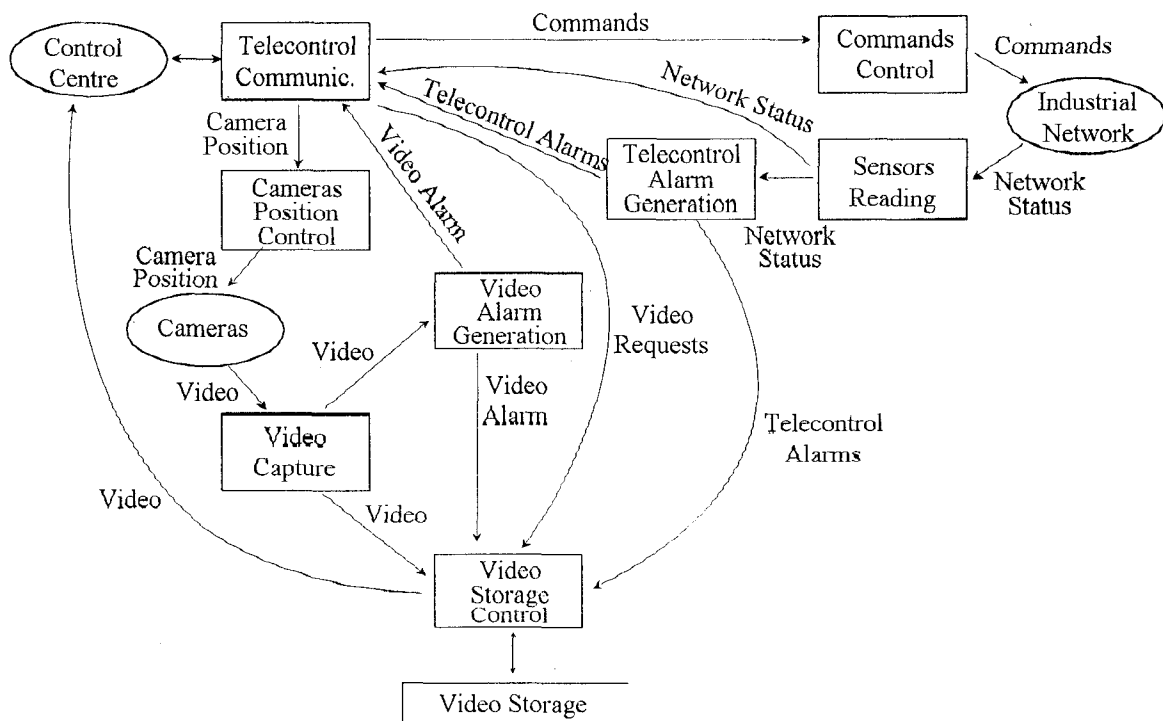 Commands
Control
Centre
Telecontrol
Communic.
Commands
Control
Commands
Network Status
Industrial
Network
Telecontrol Alarms
Camera
Position
Video Alarm
Telecontrol
Alarm
Generation
Sensors
Reading
Network
Status
Cameras
Position
Control
Network
Status
Camera
Position
Video
Alarm
Generation
Cameras
Video
Video
Requests
Video
Video
Alarm
Video
Capture
Telecontrol
Alarms
Video
Video
Video
Storage
Control
Video Storage